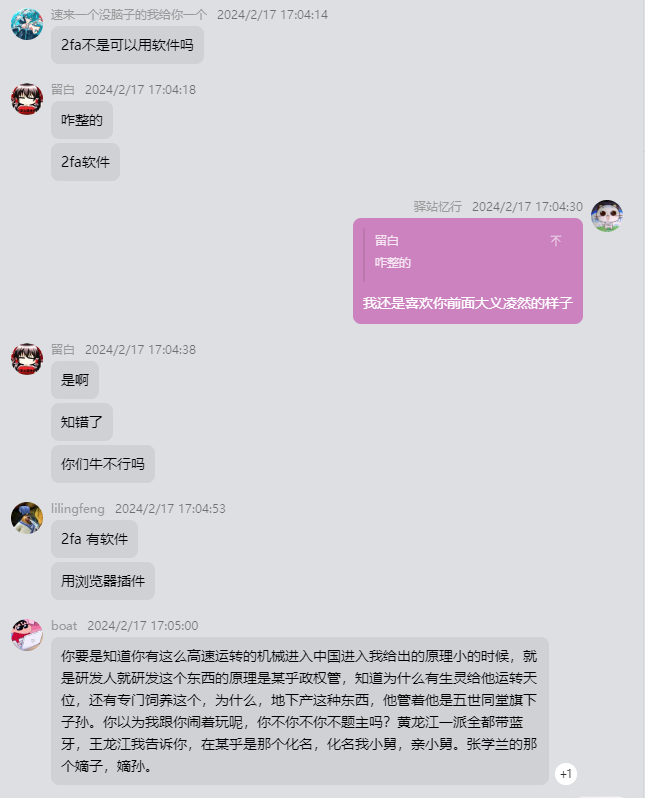 速来一个没脑子的我给你一个 2024/2/17 17:04:14
2fa不是可以用软件吗
留白 2024/2/17 17:04:18
咋整的
2fa软件
驿站忆行 2024/2/17 17:04:30
留白
咋整的
我还是喜欢你前面大义凌然的样子
留白 2024/2/17 17:04:38
是啊
知错了
你们牛不行吗
lilingfeng 2024/2/17 17:04:53
2fa 有软件
用浏览器插件
boat 2024/2/17 17:05:00
你要是知道你有这么高速运转的机械进入中国进入我给出的原理小的时候，就
是研发人就研发这个东西的原理是某乎政权管，知道为什么有生灵给他运转天
位，还有专门饲养这个，为什么，地下产这种东西，他管着他是五世同堂旗下
子孙。你以为我跟你闹着玩呢，你不你不你不题主吗？黄龙江一派全都带蓝
牙，王龙江我告诉你，在某乎是那个化名，化名我小舅，亲小舅。张学兰的那
个嫡子，嫡孙。
+1